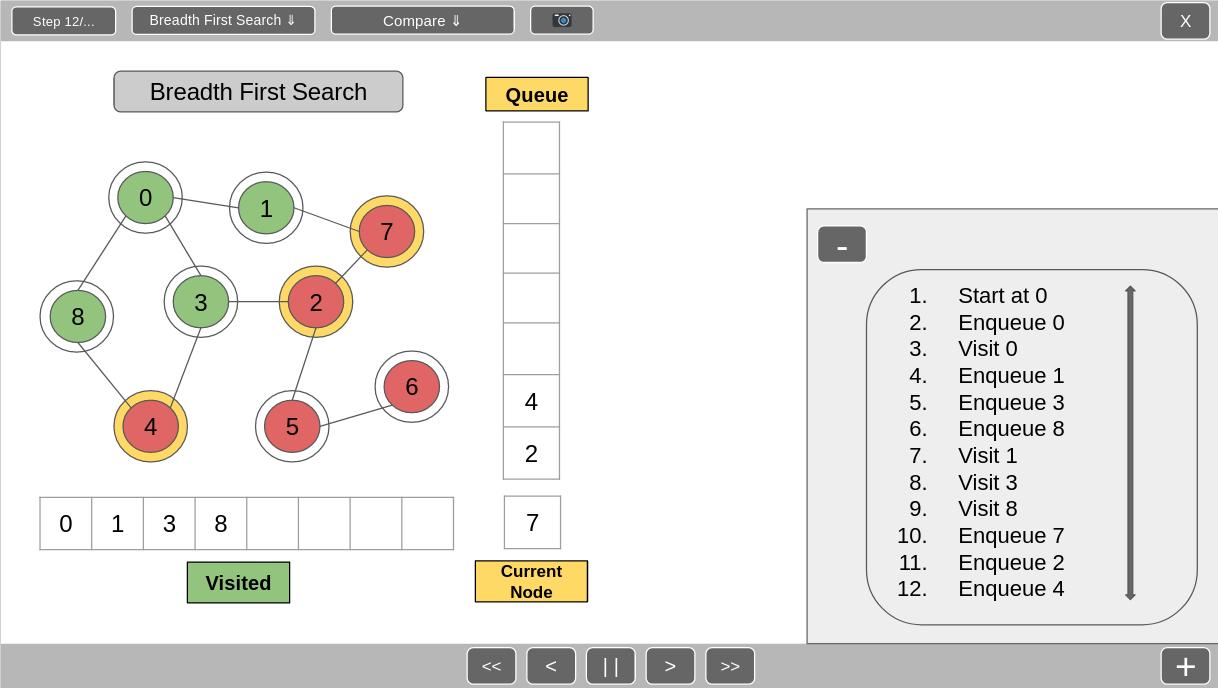 Step 12/...
Breadth First Search ⇓
Compare ⇓
X
Breadth First Search
Queue
0
1
7
3
2
8
6
4
5
4
2
7
0 1 3 8
Visited
Current
Node
-
1. Start at 0
2. Enqueue 0
3. Visit 0
4. Enqueue 1
5. Enqueue 3
6. Enqueue 8
7. Visit 1
8. Visit 3
9. Visit 8
10. Enqueue 7
11. Enqueue 2
12. Enqueue 4
<< < || > >>
+